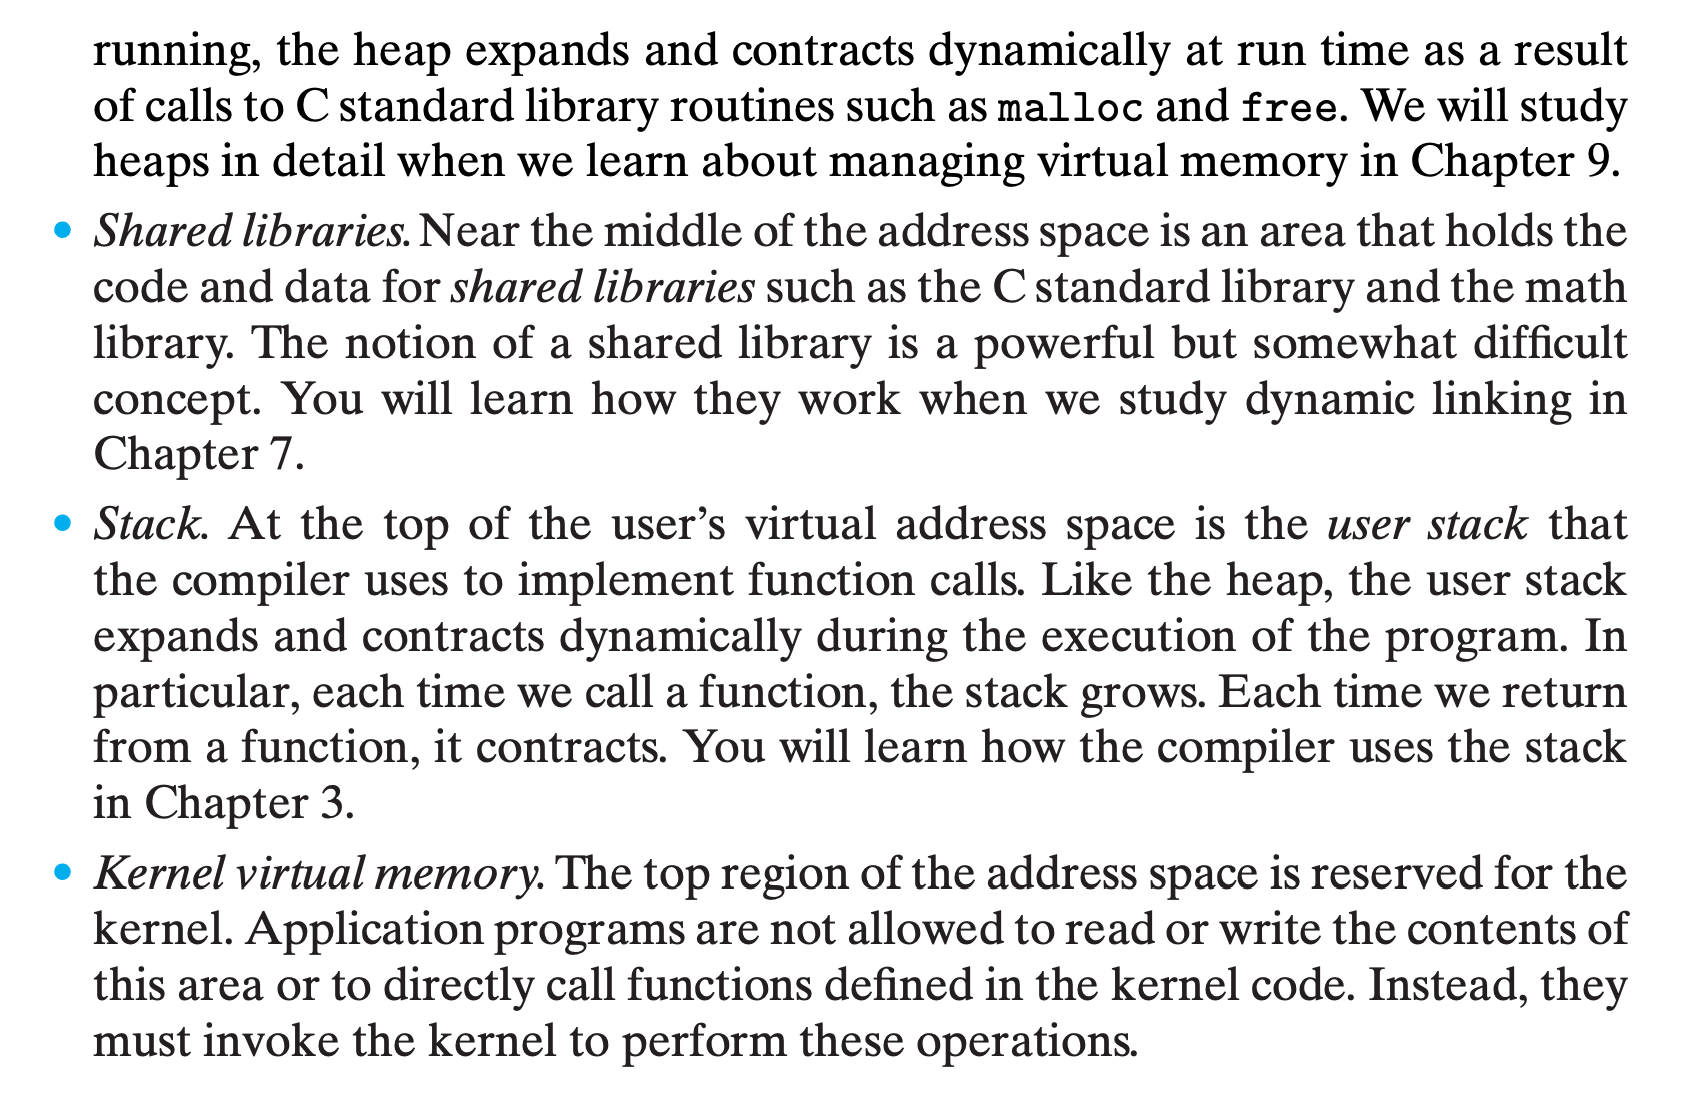 running, the heap expands and contracts dynamically at run time as a result
of calls to C standard library routines such as malloc and free. We will study
heaps in detail when we learn about managing virtual memory in Chapter 9.
• Shared libraries. Near the middle of the address space is an area that holds the
code and data for shared libraries such as the C standard library and the math
library. The notion of a shared library is a powerful but somewhat difficult
concept. You will learn how they work when we study dynamic linking in
Chapter 7.
• Stack. At the top of the user’s virtual address space is the user stack that
the compiler uses to implement function calls. Like the heap, the user stack
expands and contracts dynamically during the execution of the program. In
particular, each time we call a function, the stack grows. Each time we return
from a function, it contracts. You will learn how the compiler uses the stack
in Chapter 3.
• Kernel virtual memory. The top region of the address space is reserved for the
kernel. Application programs are not allowed to read or write the contents of
this area or to directly call functions defined in the kernel code. Instead, they
must invoke the kernel to perform these operations.